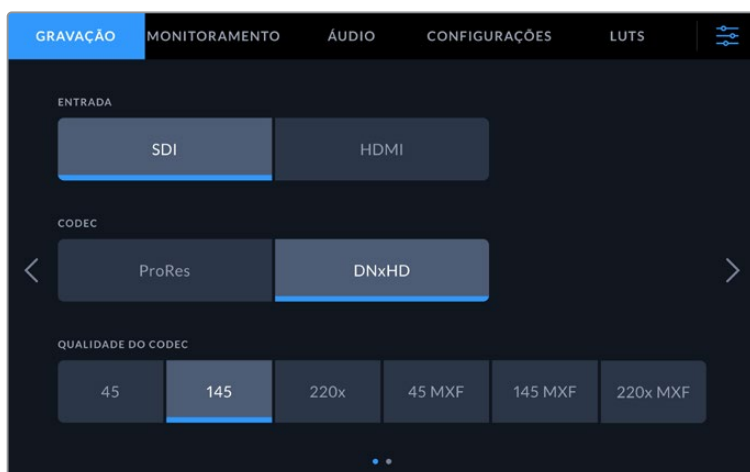 GRAVAÇÃO MONITORAMENTO ÁUDIO CONFIGURAÇÕES LUTS
ENTRADA
SDI HDMI
CODEC
ProRes DNxHD
QUALIDADE DO CODEC
45 145 220x 45 MXF 145 MXF 220x MXF